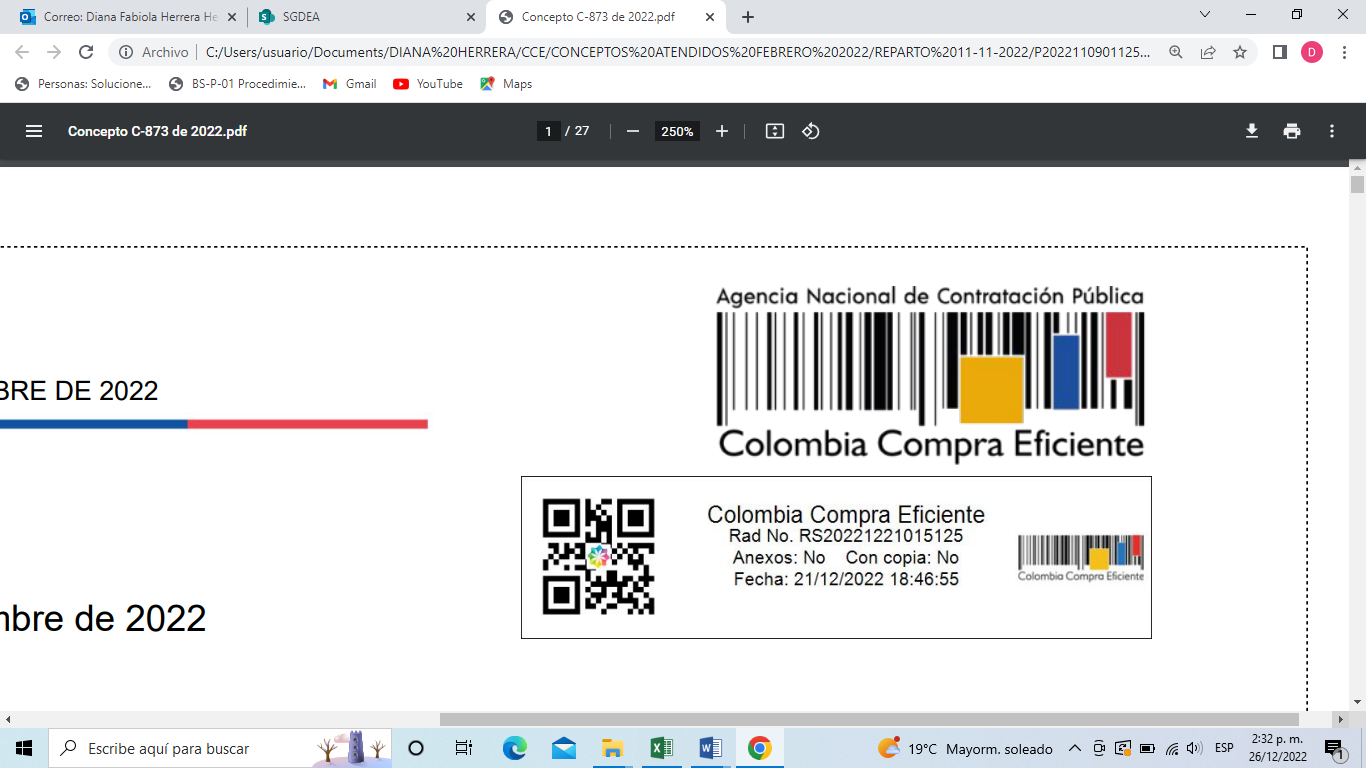 Correo: Diana Fabiola Herrera He
SGDEA
Concepto C-873 de 2022.pdf
Archivo
C:/Users/usuario/Documents/DIANA%20HERRERA/CCE/CONCEPTOS%20ATENDIDOS%20FEBRERO%202022/REPARTO%2011-11-2022/P2022110901125...
D
Personas: Solucione...
BS-P-01 Procedimie...
Gmail
YouTube
Maps
Concepto C-873 de 2022.pdf
1 / 27
250%
Agencia Nacional de Contratación Pública
Colombia Compra Eficiente
BRE DE 2022
Colombia Compra Eficiente
Rad No. RS20221221015125
Anexos: No Con copia: No
Fecha: 21/12/2022 18:46:55
Colombia Compra Eficiente
mbre de 2022
Escribe aquí para buscar
19°C Mayorm. soleado
ESP
2:32 p. m.
26/12/2022
1